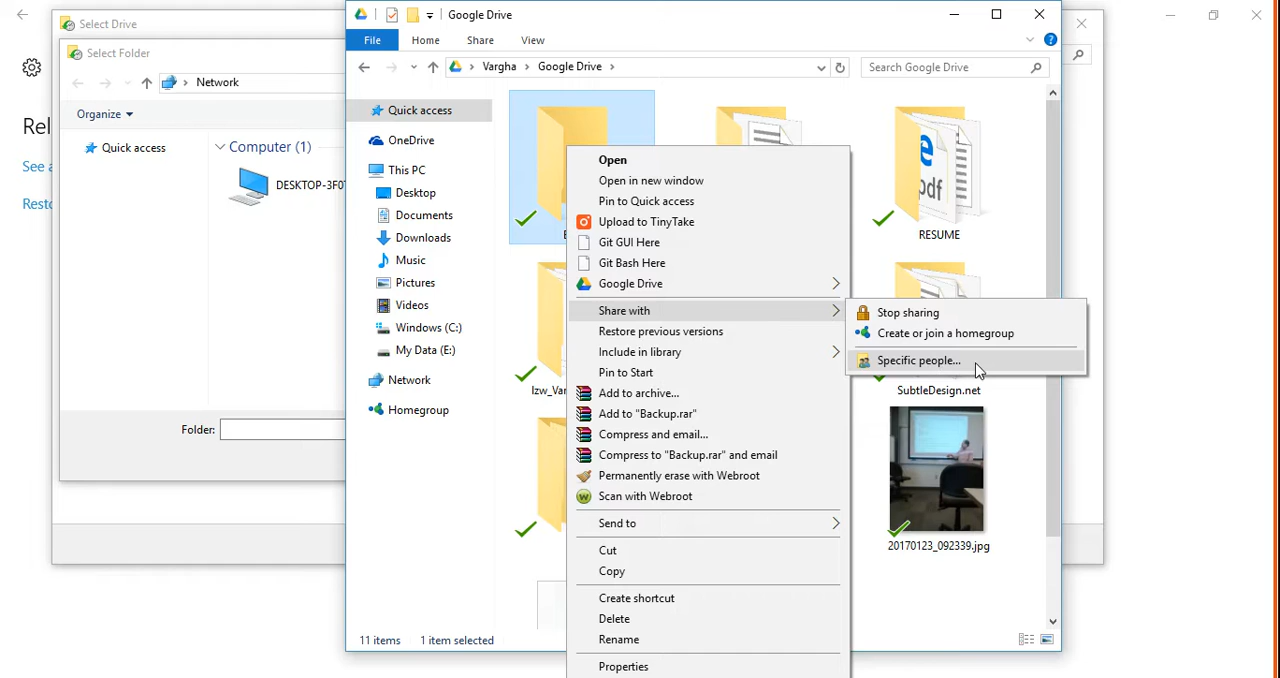 Select Drive
Select Folder
Network
Organize
Quick access
Computer (1)
DESKTOP-3F0
Rel
See a
Resto
Folder:
Google Drive
File
Home
Share
View
Vargha
Google Drive
Search Google Drive
Quick access
OneDrive
This PC
Desktop
Documents
Downloads
Music
Pictures
Videos
Windows (C:)
My Data (E:)
Network
Homegroup
pdf
RESUME
lzw_Var
SubtleDesign.net
20170123_092339.jpg
Open
Open in new window
Pin to Quick access
Upload to TinyTake
Git GUI Here
Git Bash Here
Google Drive
Share with
Restore previous versions
Include in library
Pin to Start
Add to archive...
Add to "Backup.rar"
Compress and email...
Compress to "Backup.rar" and email
Permanently erase with Webroot
Scan with Webroot
Send to
Cut
Copy
Create shortcut
Delete
Rename
Properties
Stop sharing
Create or join a homegroup
Specific people...
11 items
1 item selected